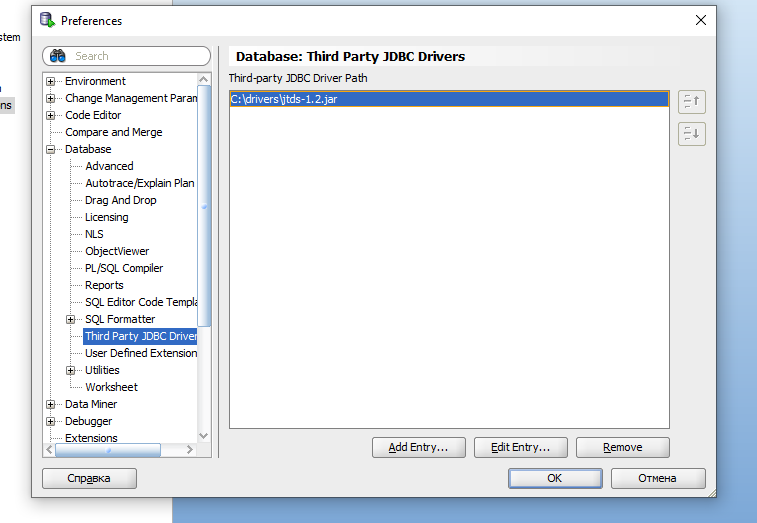 Preferences
stem
ns
Search
Environment
Change Management Param
Code Editor
Compare and Merge
Database
Advanced
Autotrace/Explain Plan
Drag And Drop
Licensing
NLS
ObjectViewer
PL/SQL Compiler
Reports
SQL Editor Code Templa
SQL Formatter
Third Party JDBC Driver
User Defined Extension
Utilities
Worksheet
Data Miner
Debugger
Extensions
Database: Third Party JDBC Drivers
Third-party JDBC Driver Path
C:\drivers\jtds-1.2.jar
Add Entry... Edit Entry... Remove
Справка OK Отмена